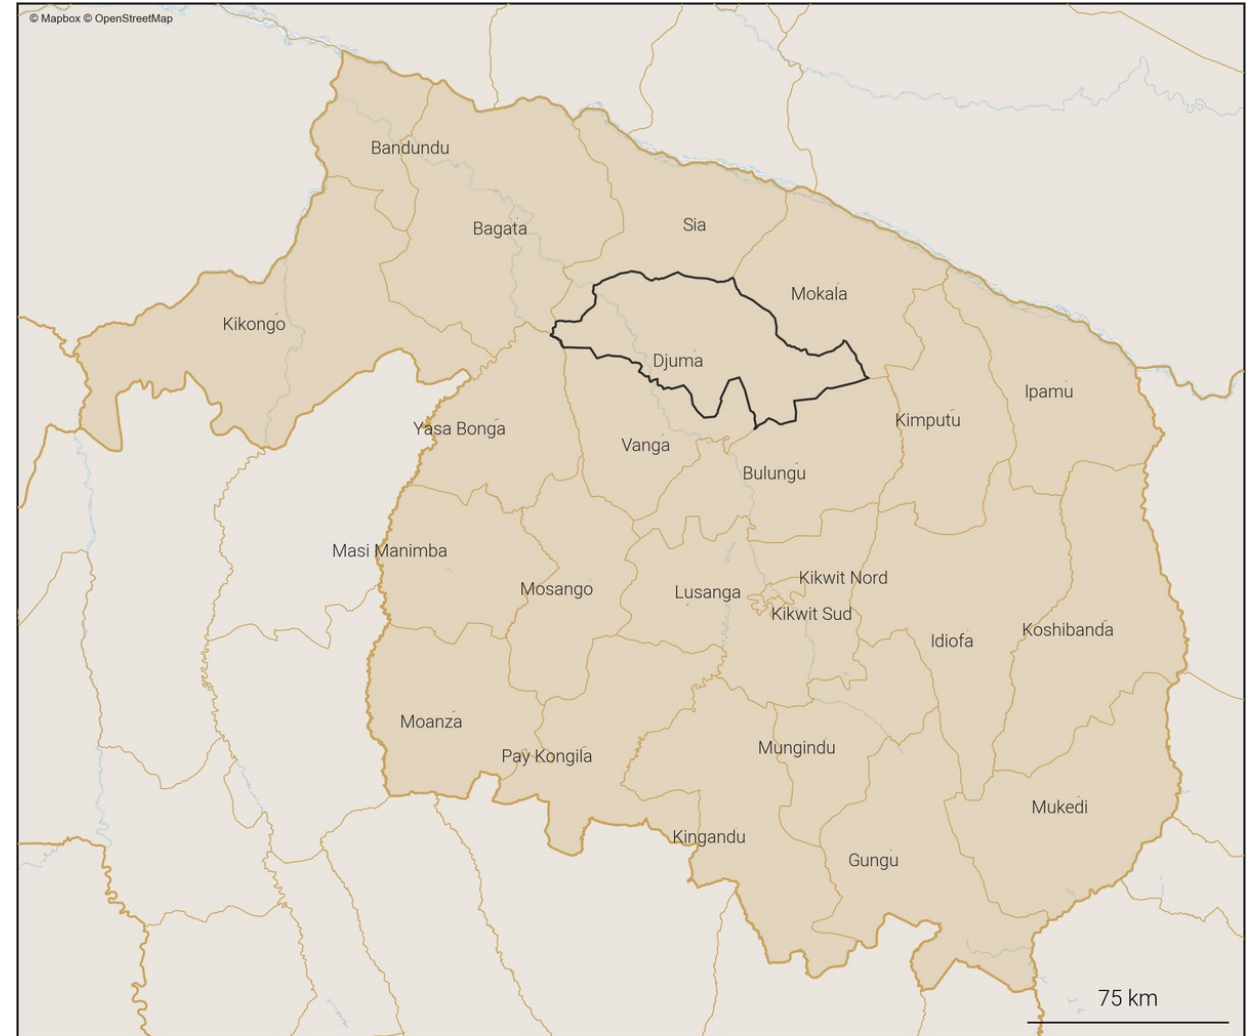 © Mapbox © OpenStreetMap
Bandundu
Sia
Bagata
Mokala
Kikongo
Djuma
Ipamu
Kimputu
Yasa Bonga
Vanga
Bulungu
Masi Manimba
Kikwit Nord
Mosango
Lusanga
Kikwit Sud
Koshibanda
Idiofa
Moanza
Mungindu
Pay Kongila
Mukedi
Kingandu
Gungu
75 km